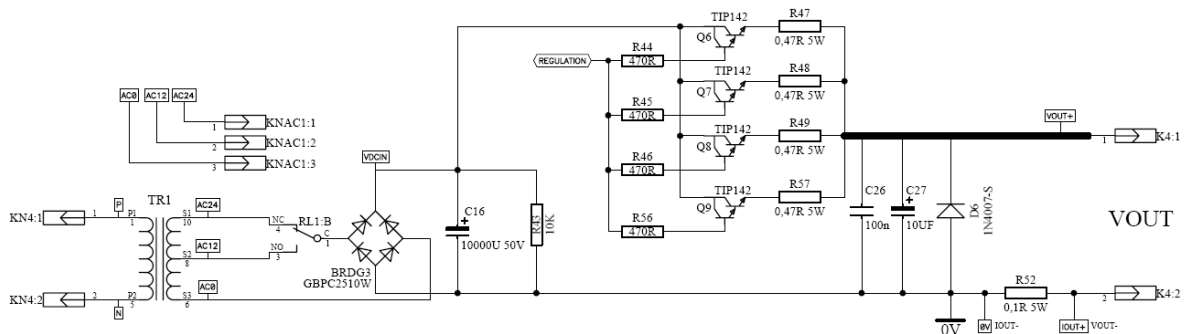 TIP142
R47
Q6
0,47R 5W
R44
REGULATION
470R
TIP142
R48
Q7
0,47R 5W
AC0
AC12
AC24
R45
470R
VOUT+
1
KNAC1:1
TIP142
R49
Q8
0,47R 5W
1
K4:1
2
KNAC1:2
3
KNAC1:3
VDCIN
R46
470R
TIP142
R57
Q9
0,47R 5W
TR1
P
AC24
KN4:1
1
P1
1
S1
10
NC
4
RL1:B
C
1
C16
10000U 50V
R43
10K
R56
470R
C26
100n
C27
10UF
D6
1N4007-S
VOUT
AC12
S2
8
NO
3
BRDG3
GBPC2510W
AC0
KN4:2
2
P2
5
S3
6
N
R52
0,1R 5W
2
K4:2
0V
0V
IOUT-
IOUT+
VOUT-